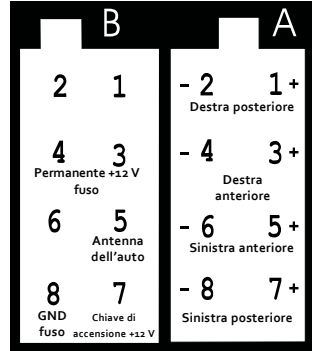 B
2 1
4 3
Permanente +12 V
fuso
6 5
Antenna
dell'auto
8 7
GND
fuso
Chiave di
accensione +12 V
A
- 2 1 +
Destra posteriore
- 4 3 +
Destra
anteriore
- 6 5 +
Sinistra anteriore
- 8 7 +
Sinistra posteriore